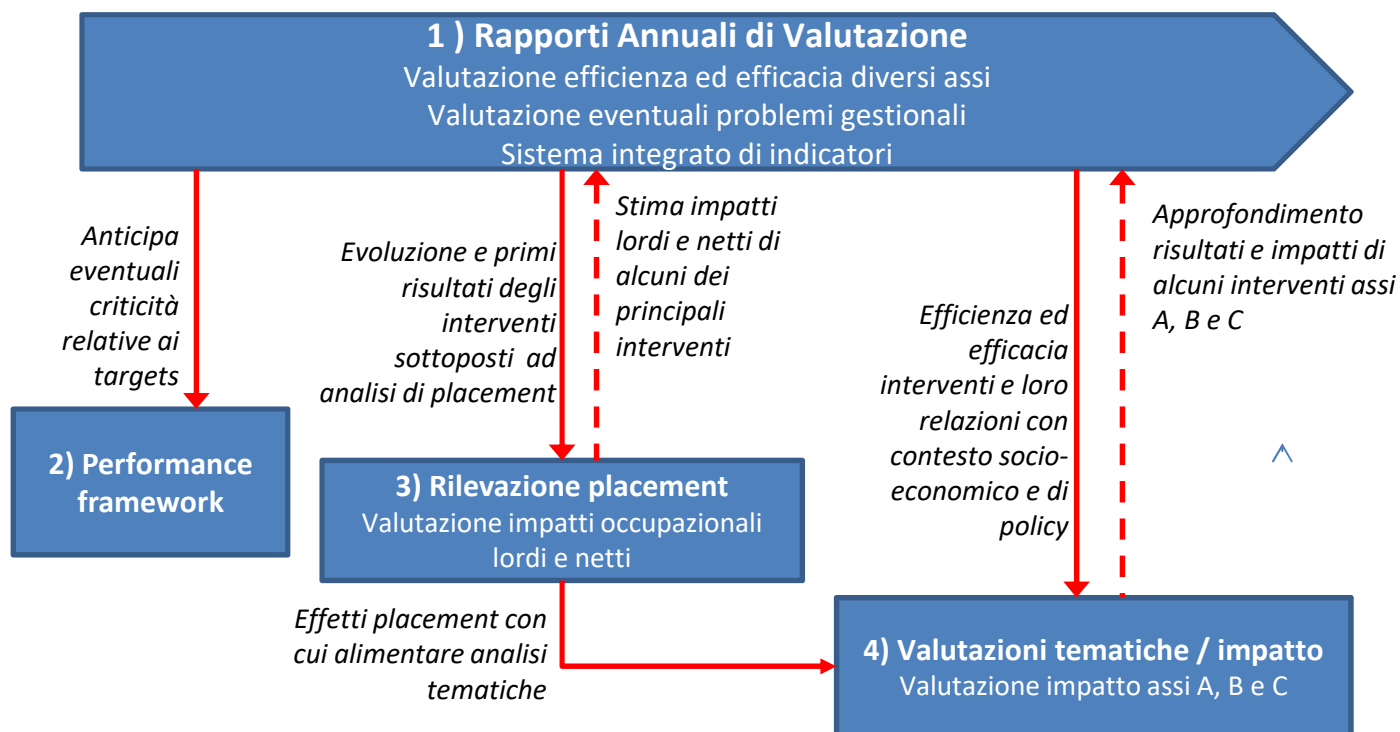 1 ) Rapporti Annuali di Valutazione
Valutazione efficienza ed efficacia diversi assi
Valutazione eventuali problemi gestionali
Sistema integrato di indicatori
Anticipa
eventuali
criticità
relative ai
targets
Evoluzione e primi
risultati degli
interventi
sottoposti ad
analisi di placement
Stima impatti
lordi e netti di
alcuni dei
principali
interventi
Efficienza ed
efficacia
interventi e loro
relazioni con
contesto socio-
economico e di
policy
Approfondimento
risultati e impatti di
alcuni interventi assi
A, B e C
2) Performance
framework
3) Rilevazione placement
Valutazione impatti occupazionali
lordi e netti
Effetti placement con
cui alimentare analisi
tematiche
4) Valutazioni tematiche / impatto
Valutazione impatto assi A, B e C